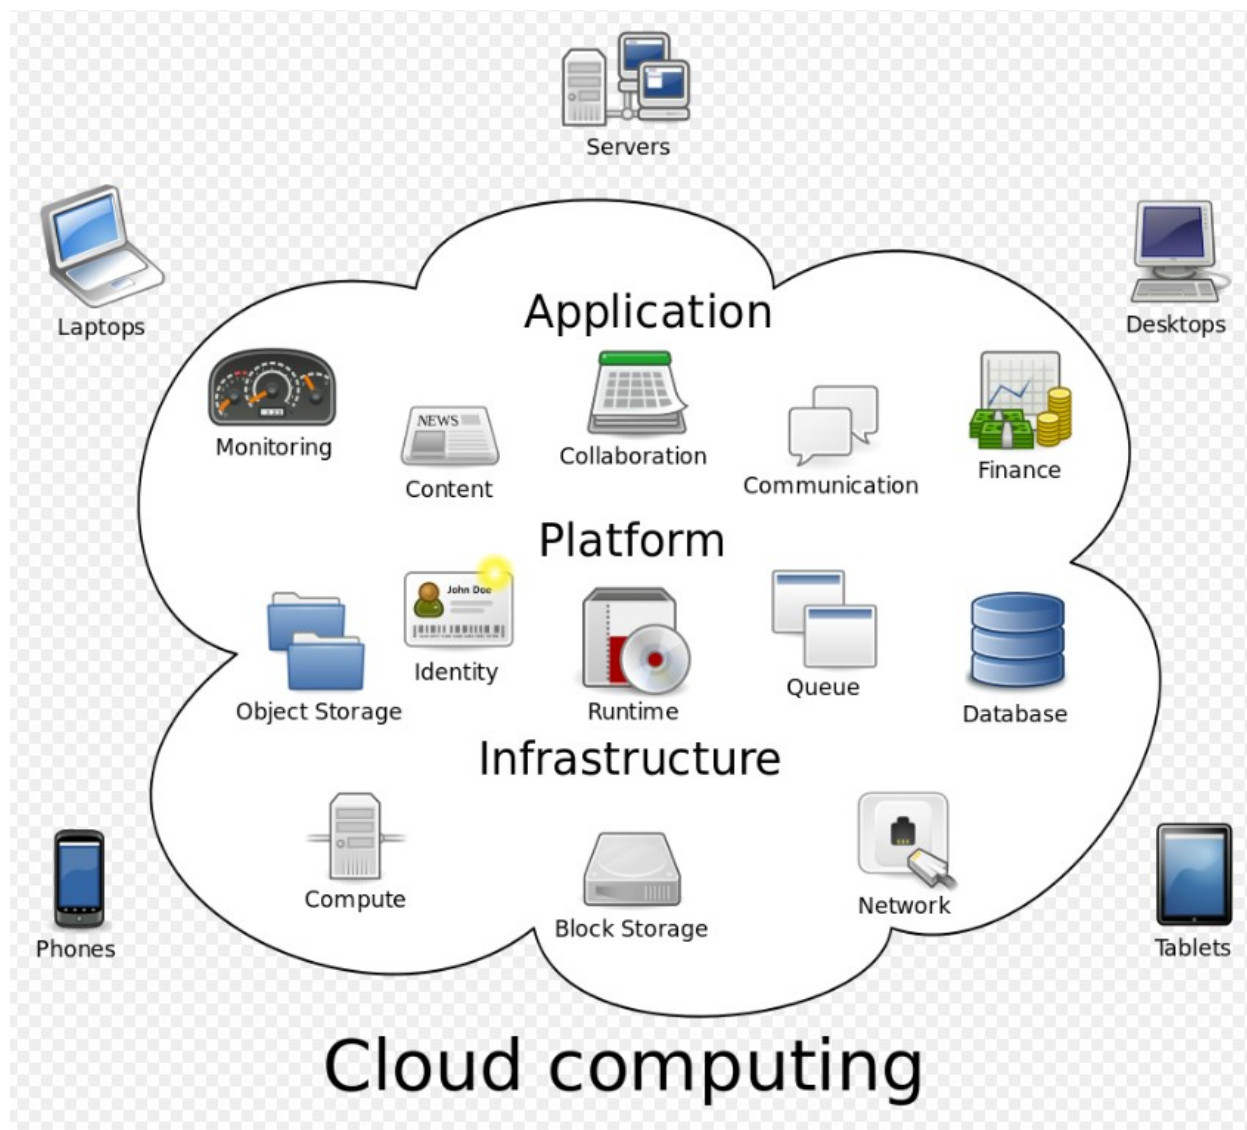 Servers
Laptops
Desktops
Application
Monitoring
NEWS
Content
Collaboration
Communication
Finance
Platform
Object Storage
John Doe
Identity
Runtime
Queue
Database
Infrastructure
Compute
Block Storage
Network
Phones
Tablets
Cloud computing